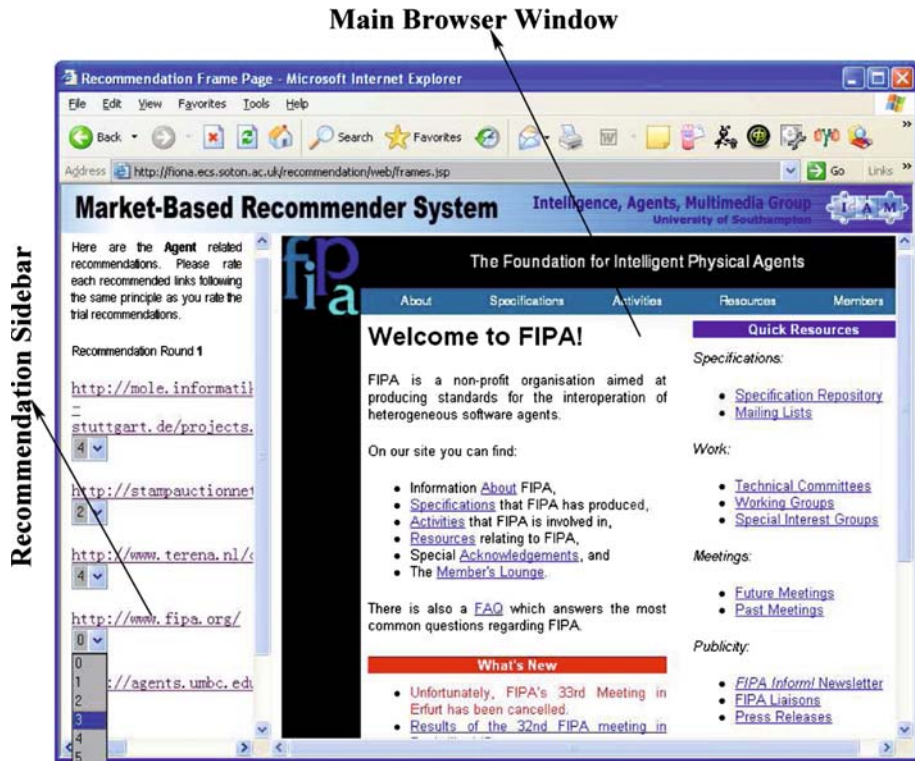 Main Browser Window
Recommendation Frame Page - Microsoft Internet Explorer
File Edit View Favorites Tools Help
Back Search Favorites
Address http://fiona.ecs.soton.ac.uk/recommendation/web/frames.jsp Go Links
Market-Based Recommender System
Intelligence, Agents, Multimedia Group
University of Southampton
I A M
Recommendation Sidebar
Here are the Agent related
recommendations. Please rate
each recommended links following
the same principle as you rate the
trial recommendations.
Recommendation Round 1
http://mole.informatik
-
stuttgart.de/projects.
4
http://stampauctionnet
2
http://www.terena.nl/
4
http://www.fipa.org/
0
0
1
2
3
4
5
://agents.umbc.edu
fipa
The Foundation for Intelligent Physical Agents
About Specifications Activities Resources Members
Welcome to FIPA!
FIPA is a non-profit organisation aimed at
producing standards for the interoperation of
heterogeneous software agents.
On our site you can find:
• Information About FIPA,
• Specifications that FIPA has produced,
• Activities that FIPA is involved in,
• Resources relating to FIPA,
• Special Acknowledgements, and
• The Member's Lounge.
There is also a FAQ which answers the most
common questions regarding FIPA.
What's New
• Unfortunately, FIPA's 33rd Meeting in
Erfurt has been cancelled.
• Results of the 32nd FIPA meeting in
Quick Resources
Specifications:
• Specification Repository
• Mailing Lists
Work:
• Technical Committees
• Working Groups
• Special Interest Groups
Meetings:
• Future Meetings
• Past Meetings
Publicity:
• FIPA Inform! Newsletter
• FIPA Liaisons
• Press Releases